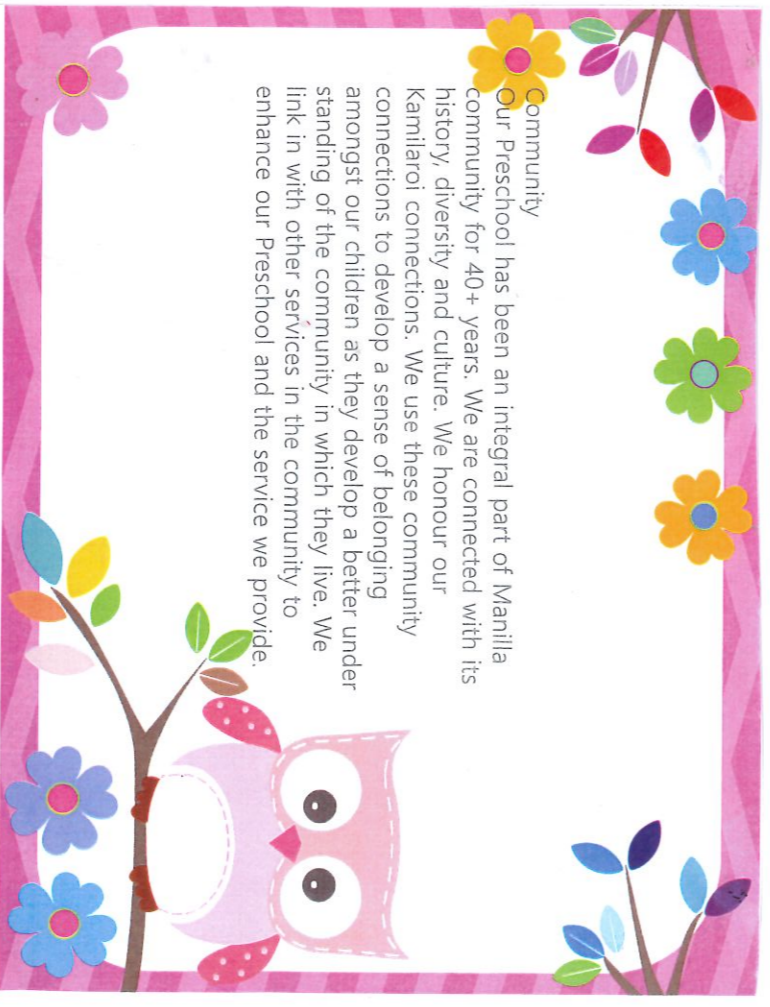 Community
Our Preschool has been an integral part of Manilla
community for 40+ years. We are connected with its
history, diversity and culture. We honour our
Kamilaroi connections. We use these community
connections to develop a sense of belonging
amongst our children as they develop a better under
standing of the community in which they live. We
link in with other services in the community to
enhance our Preschool and the service we provide.